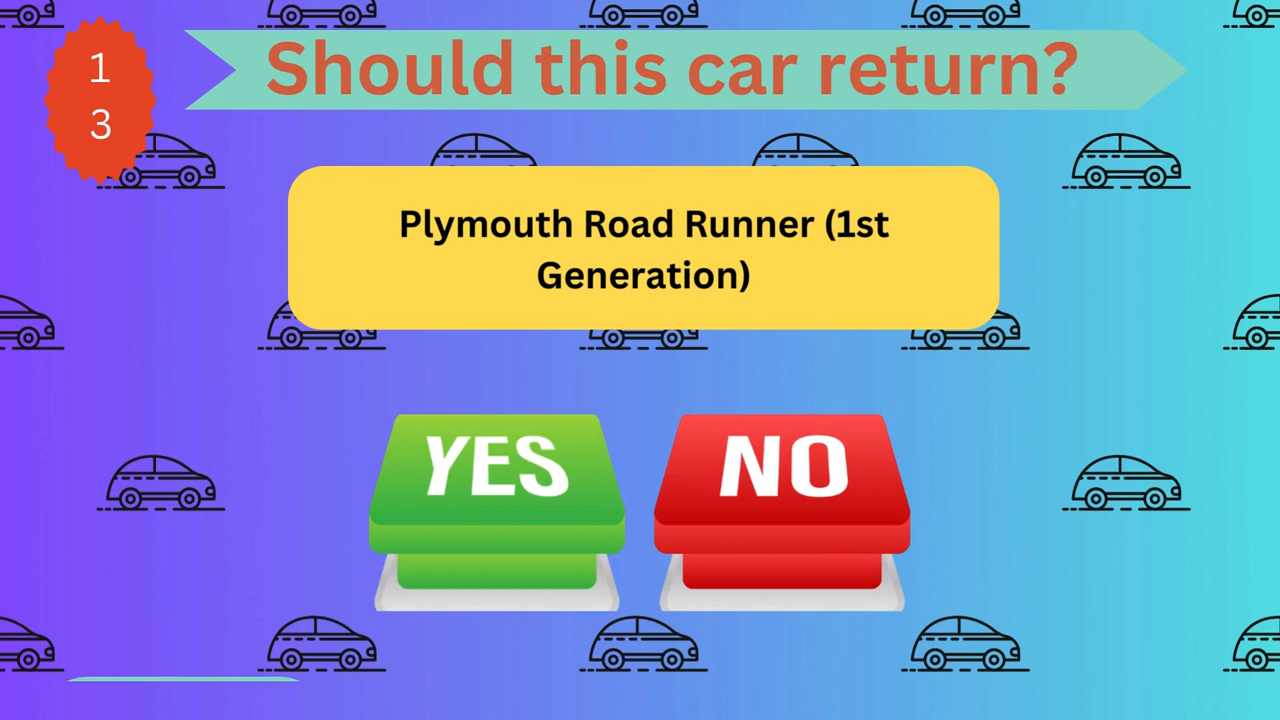 1
3
Should this car return?
Plymouth Road Runner (1st
Generation)
YES
NO